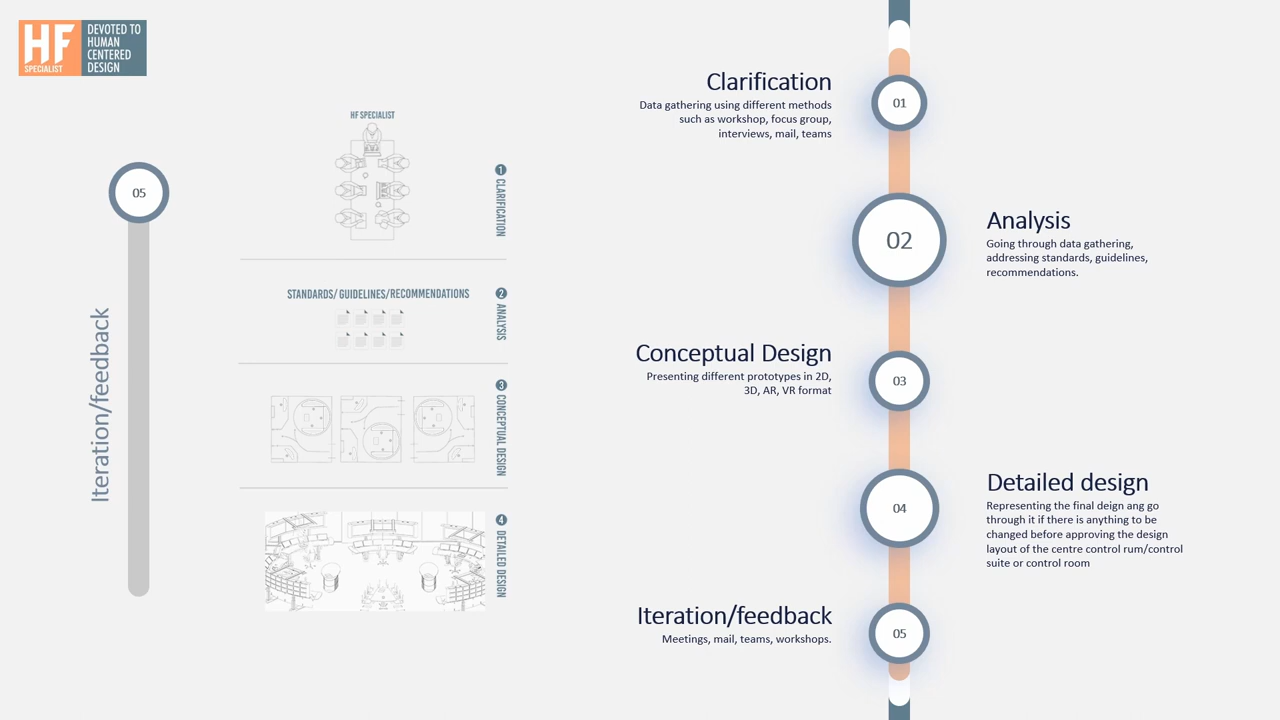 HF
SPECIALIST
DEVOTED TO
HUMAN
CENTERED
DESIGN
05
Iteration/feedback
HF SPECIALIST
1 CLARIFICATION
STANDARDS/ GUIDELINES/RECOMMENDATIONS
2 ANALYSIS
3 CONCEPTUAL DESIGN
4 DETAILED DESIGN
Clarification
Data gathering using different methods
such as workshop, focus group,
interviews, mail, teams
01
02
Analysis
Going through data gathering,
addressing standards, guidelines,
recommendations.
Conceptual Design
Presenting different prototypes in 2D,
3D, AR, VR format
03
04
Detailed design
Representing the final deign ang go
through it if there is anything to be
changed before approving the design
layout of the centre control rum/control
suite or control room
Iteration/feedback
Meetings, mail, teams, workshops.
05